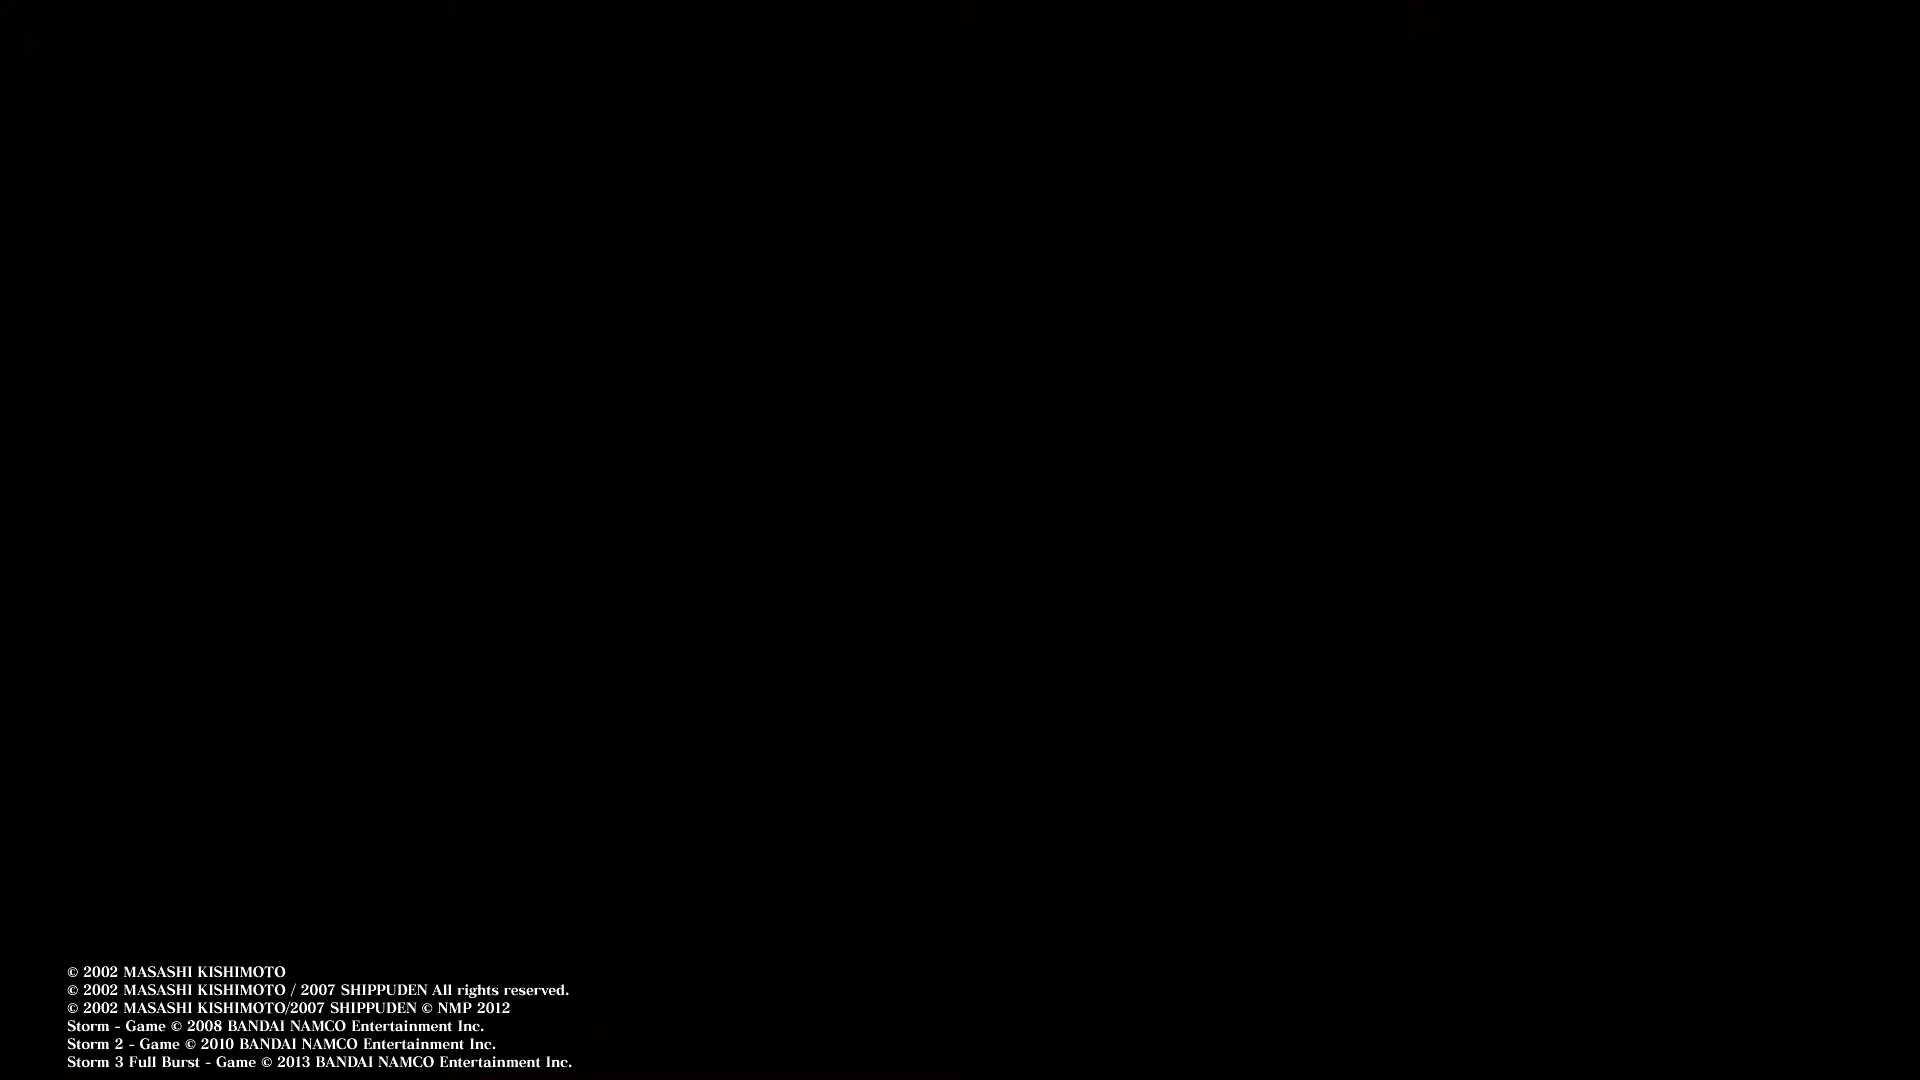 © 2002 MASASHI KISHIMOTO
© 2002 MASASHI KISHIMOTO / 2007 SHIPPUDEN All rights reserved.
© 2002 MASASHI KISHIMOTO/2007 SHIPPUDEN © NMP 2012
Storm - Game © 2008 BANDAI NAMCO Entertainment Inc.
Storm 2 - Game © 2010 BANDAI NAMCO Entertainment Inc.
Storm 3 Full Burst - Game © 2013 BANDAI NAMCO Entertainment Inc.